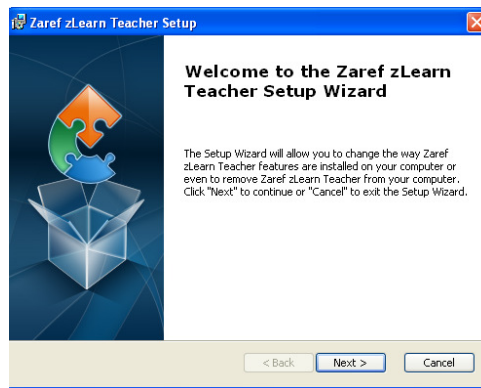 Zaref zLearn Teacher Setup
Welcome to the Zaref zLearn
Teacher Setup Wizard
The Setup Wizard will allow you to change the way Zaref
zLearn Teacher features are installed on your computer or
even to remove Zaref zLearn Teacher from your computer.
Click "Next" to continue or "Cancel" to exit the Setup Wizard.
< Back
Next >
Cancel